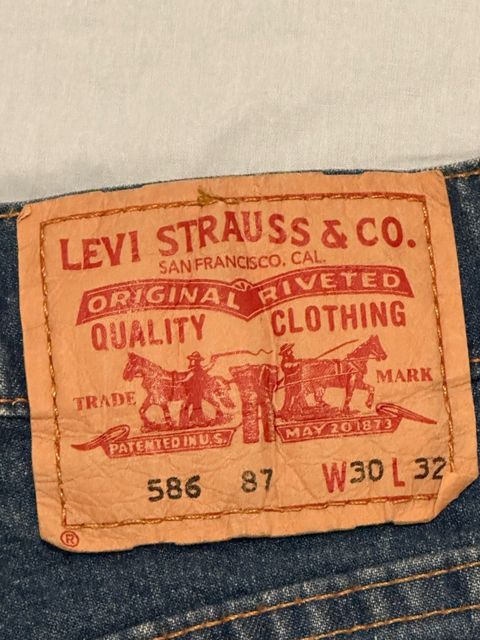 LEVI STRAUSS & CO.
SAN FRANCISCO, CAL.
ORIGINAL RIVETED
QUALITY CLOTHING
TRADE MARK
PATENTED IN U.S. MAY 20 1873
586 87 W30 L 32
®